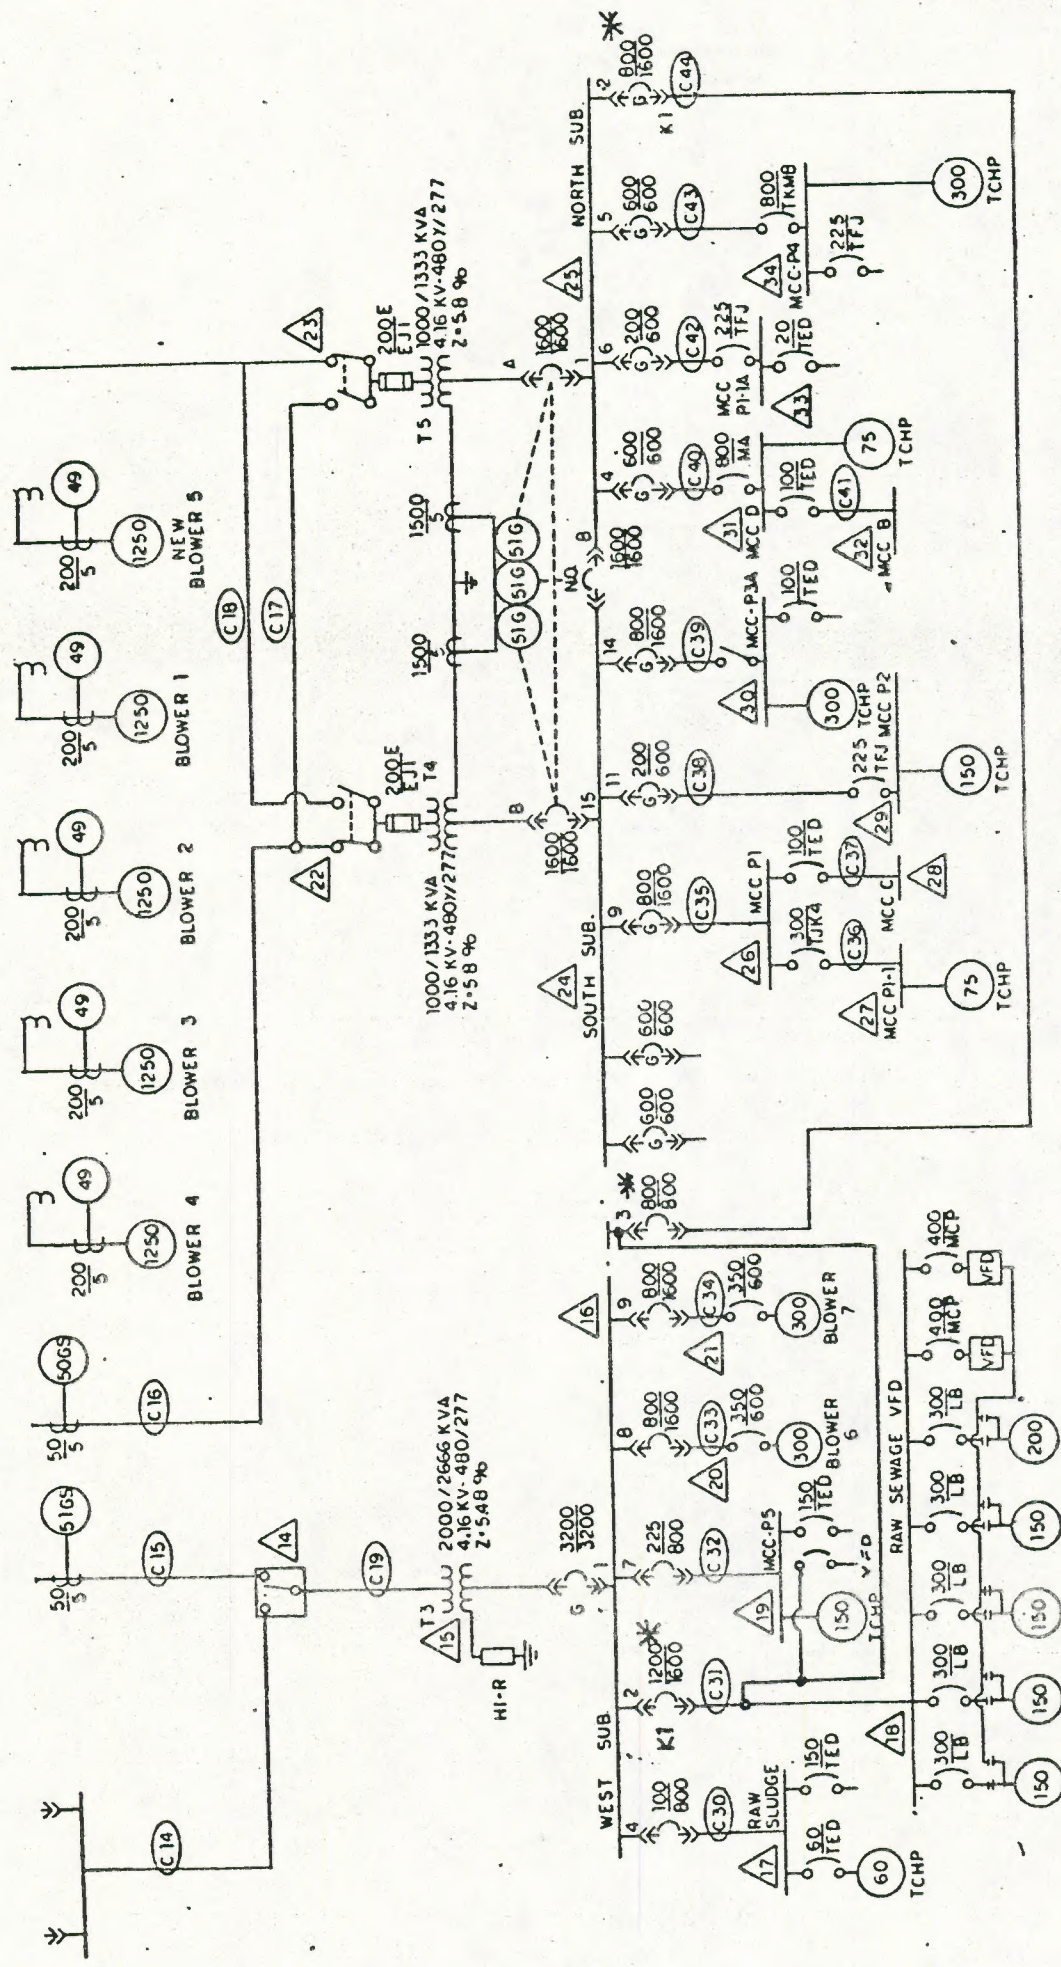 50
5
51GS
50
5
50GS
200
5
49
1250
BLOWER 4
200
5
49
1250
BLOWER 3
200
5
49
1250
BLOWER 2
200
5
49
1250
BLOWER 1
200
5
49
1250
NEW
BLOWER 5
C14
C15
C16
C18
C17
14
22
23
C19
T3
15
2000/2666 KVA
4.16 KV-480/277
Z=5.48 %
HI-R
200E
EJ1
T4
1000/1333 KVA
4.16 KV-480Y/277
Z=5.8 %
200E
EJ1
T5
1000/1333 KVA
4.16 KV-480Y/277
Z=5.8 %
1500
1500
5
51G
51G
51G
N.O.
G
3200
3200
1
B
1600
1600
15
B
1600
1600
A
1600
1600
1
WEST SUB.
16
SOUTH SUB.
24
NORTH SUB.
25
4
100
800
C30
17
RAW
SLUDGE
60
TED
150
TED
60
TCHP
2
1200
1600
K1
C31
7
225
800
C32
19
MCC-P5
150
TED
VFD
150
TCHP
8
800
1600
C33
20
350
600
300
BLOWER
6
9
800
1600
C34
21
350
600
300
BLOWER
7
3
800
800
18
RAW SEWAGE VFD
300
LB
300
LB
300
LB
300
LB
300
LB
400
MCP
400
MCP
VFD
VFD
150
150
150
150
200
G
600
600
G
600
600
9
G
800
1600
C35
26
MCC P1
300
TJK4
100
TED
C36
C37
27
MCC P1-1
MCC C
28
75
TCHP
11
G
200
600
C38
225
TFJ
29
MCC P2
150
TCHP
14
G
800
1600
C39
30
MCC-P3A
300
TCHP
100
TED
4
G
600
600
C40
800
MA
31
MCC D
100
TED
C41
32
MCC B
75
TCHP
6
G
200
600
C42
225
TFJ
MCC
P1-1A
20
TED
33
5
G
600
600
C43
800
TKMB
34
MCC-P4
225
TFJ
300
TCHP
2
G
800
1600
K1
C44